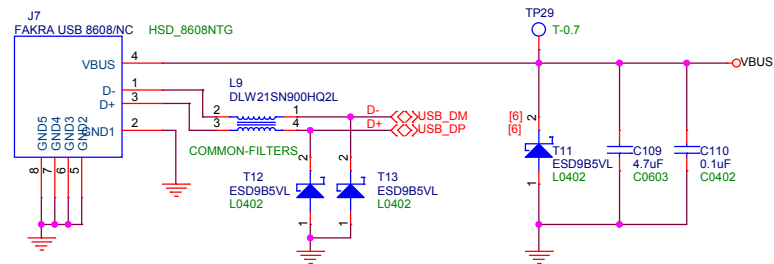 J7
FAKRA USB 8608/NC
HSD_8608NTG
TP29
T-0.7
VBUS
4
VBUS
D-
1
D+
3
GND1
2
GND5
GND4
GND3
GND2
8
7
6
5
L9
DLW21SN900HQ2L
2
1
3
4
COMMON-FILTERS
D-
USB_DM
D+
USB_DP
[6]
[6]
2
T12
ESD9B5VL
L0402
1
2
T13
ESD9B5VL
L0402
1
2
T11
ESD9B5VL
L0402
1
C109
4.7uF
C0603
C110
0.1uF
C0402